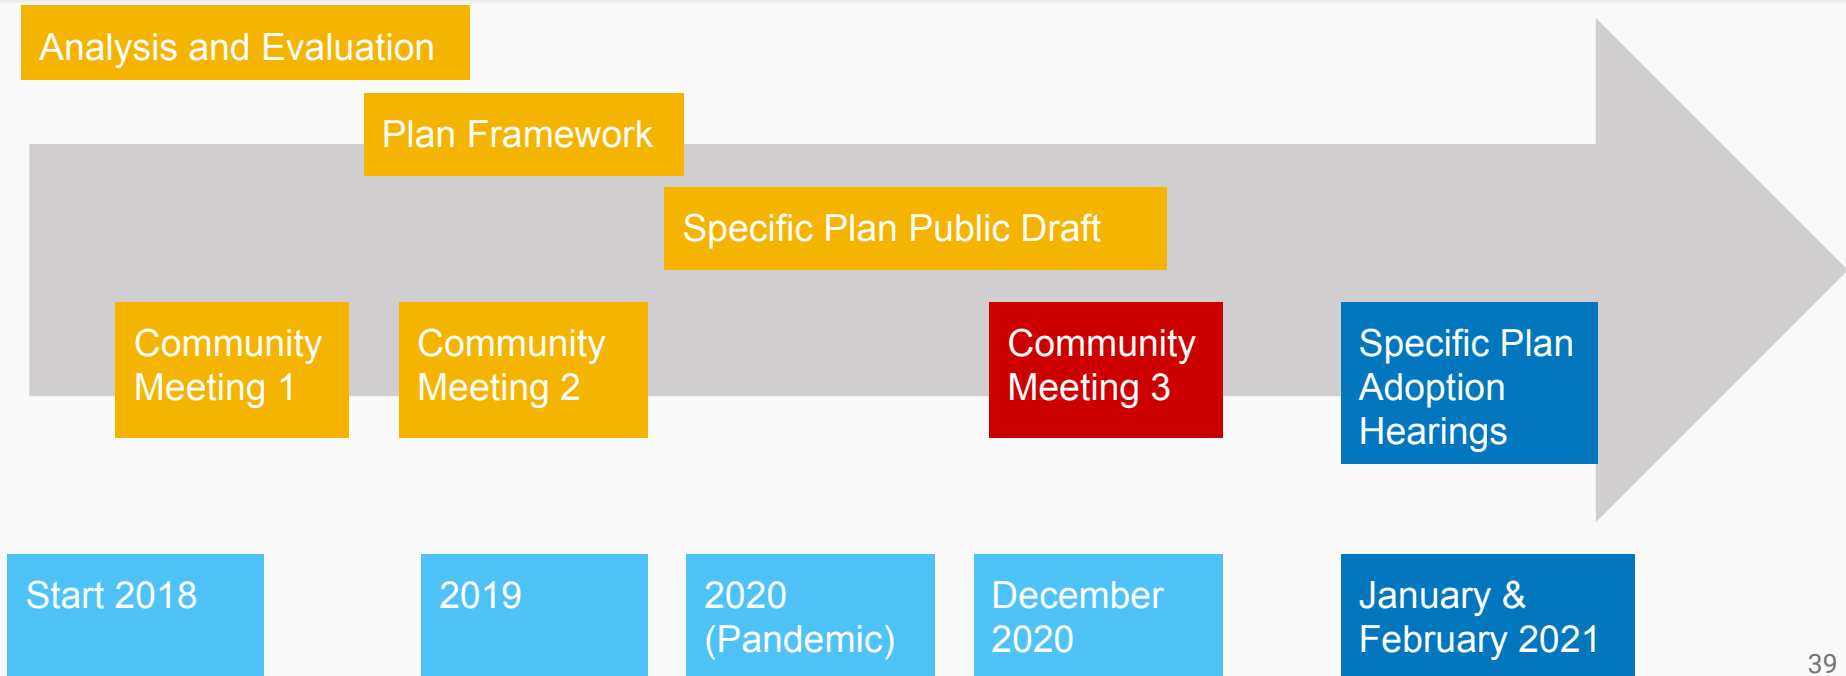 Analysis and Evaluation
Plan Framework
Specific Plan Public Draft
Community
Meeting 1
Community
Meeting 2
Community
Meeting 3
Specific Plan
Adoption
Hearings
Start 2018
2019
2020
(Pandemic)
December
2020
January &
February 2021
39